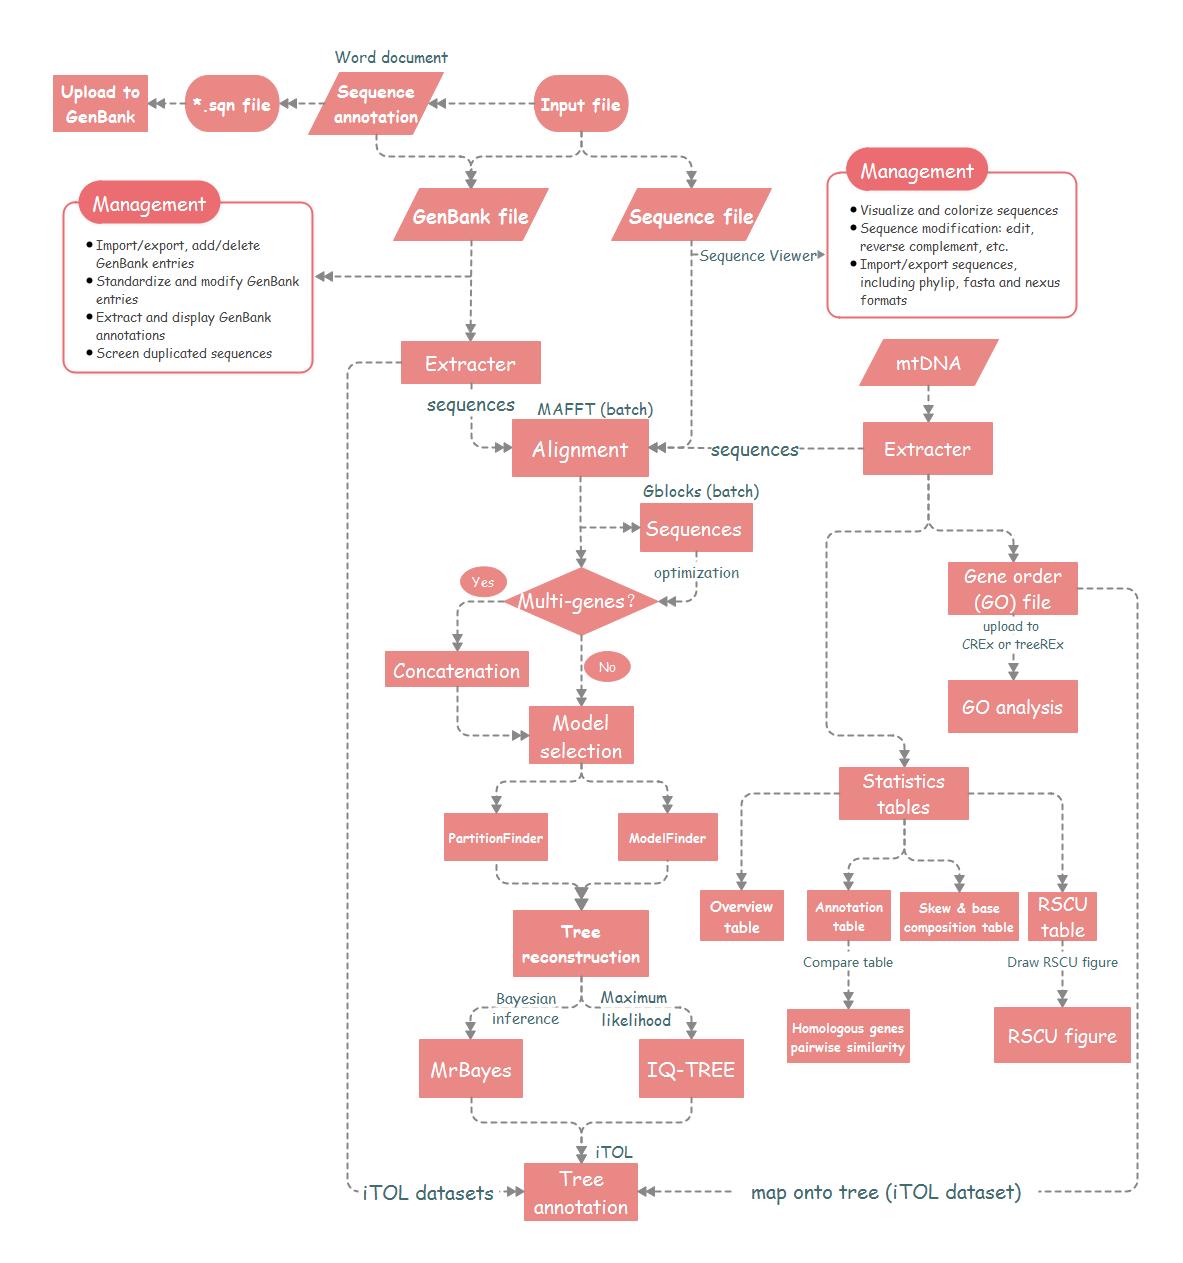 Word document
Upload to
GenBank
*.sqn file
Sequence
annotation
Input file
Management
Import/export, add/delete
GenBank entries
Standardize and modify GenBank
entries
Extract and display GenBank
annotations
Screen duplicated sequences
GenBank file
Sequence file
Sequence Viewer
Management
Visualize and colorize sequences
Sequence modification: edit,
reverse complement, etc.
Import/export sequences,
including phylip, fasta and nexus
formats
Extracter
sequences
MAFFT (batch)
Alignment
sequences
mtDNA
Extracter
Gblocks (batch)
Sequences
optimization
Yes
Multi-genes?
No
Concatenation
Model
selection
Gene order
(GO) file
upload to
CREx or treeREx
GO analysis
Statistics
tables
PartitionFinder
ModelFinder
Overview
table
Annotation
table
Skew & base
composition table
RSCU
table
Compare table
Draw RSCU figure
Homologous genes
pairwise similarity
RSCU figure
Tree
reconstruction
Bayesian
inference
Maximum
likelihood
MrBayes
IQ-TREE
iTOL
iTOL datasets
Tree
annotation
map onto tree (iTOL dataset)